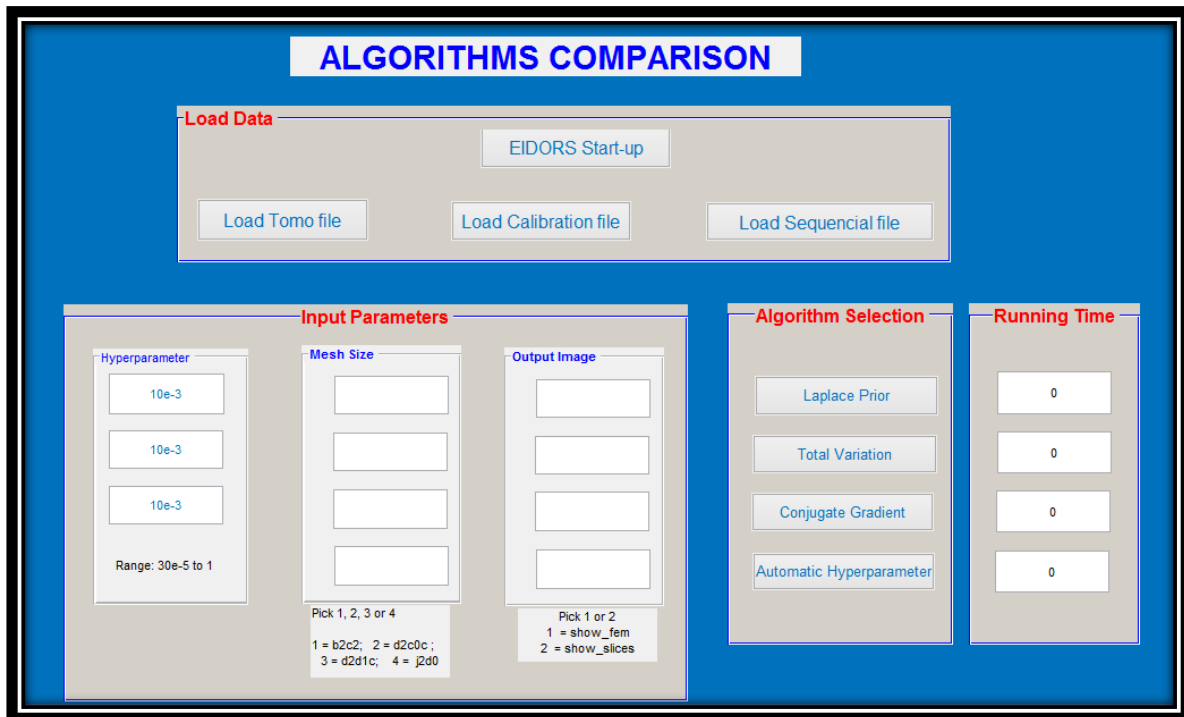 ALGORITHMS COMPARISON
Load Data
EIDORS Start-up
Load Tomo file
Load Calibration file
Load Sequencial file
Input Parameters
Hyperparameter
10e-3
10e-3
10e-3
Range: 30e-5 to 1
Mesh Size
Pick 1, 2, 3 or 4
1 = b2c2; 2 = d2c0c ;
3 = d2d1c; 4 = j2d0
Output Image
Pick 1 or 2
1 = show_fem
2 = show_slices
Algorithm Selection
Laplace Prior
Total Variation
Conjugate Gradient
Automatic Hyperparameter
Running Time
0
0
0
0